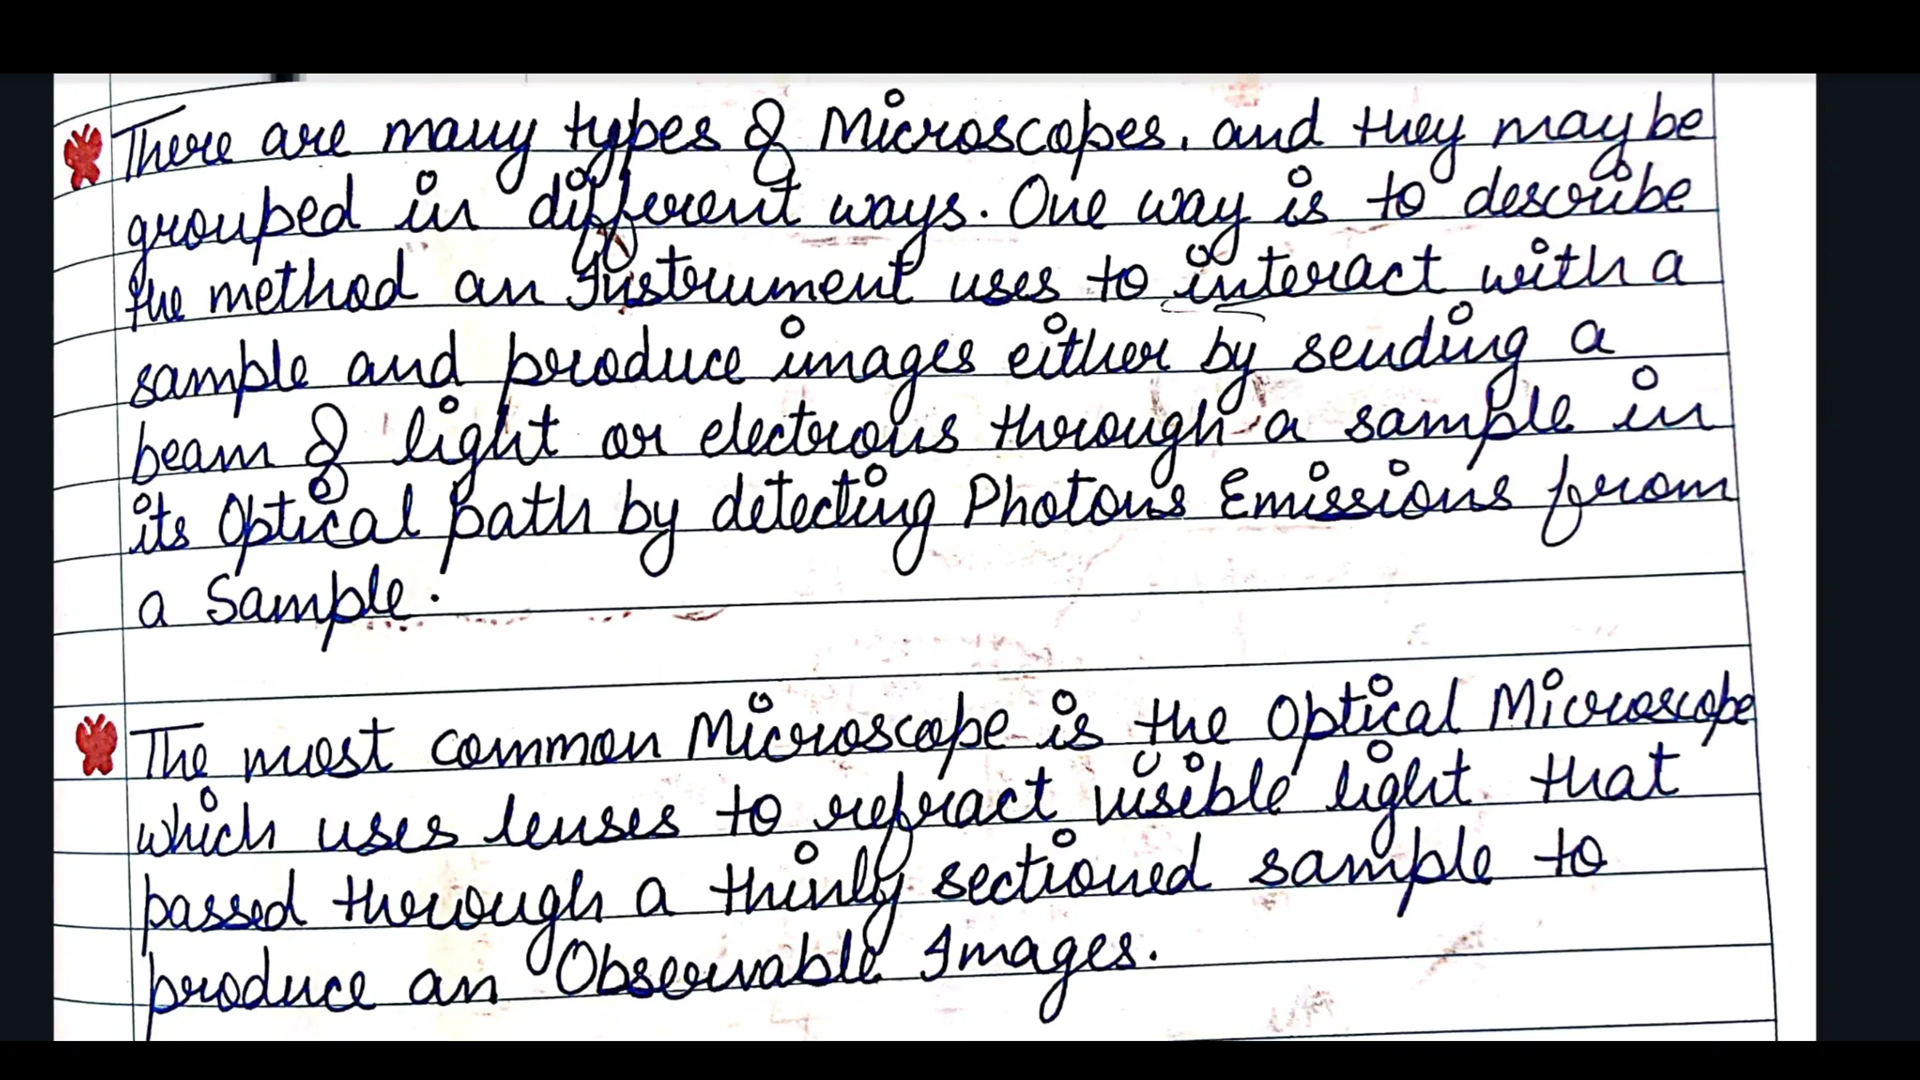 There are many types of Microscopes, and they may be
grouped in different ways. One way is to describe
the method an Instrument uses to interact with a
sample and produce images either by sending a
beam of light or electrons through a sample in
its Optical path by detecting Photons Emissions from
a Sample.
The most common Microscope is the Optical Microscope
which uses lenses to refract visible light that
passed through a thinly sectioned sample to
produce an Observable Images.